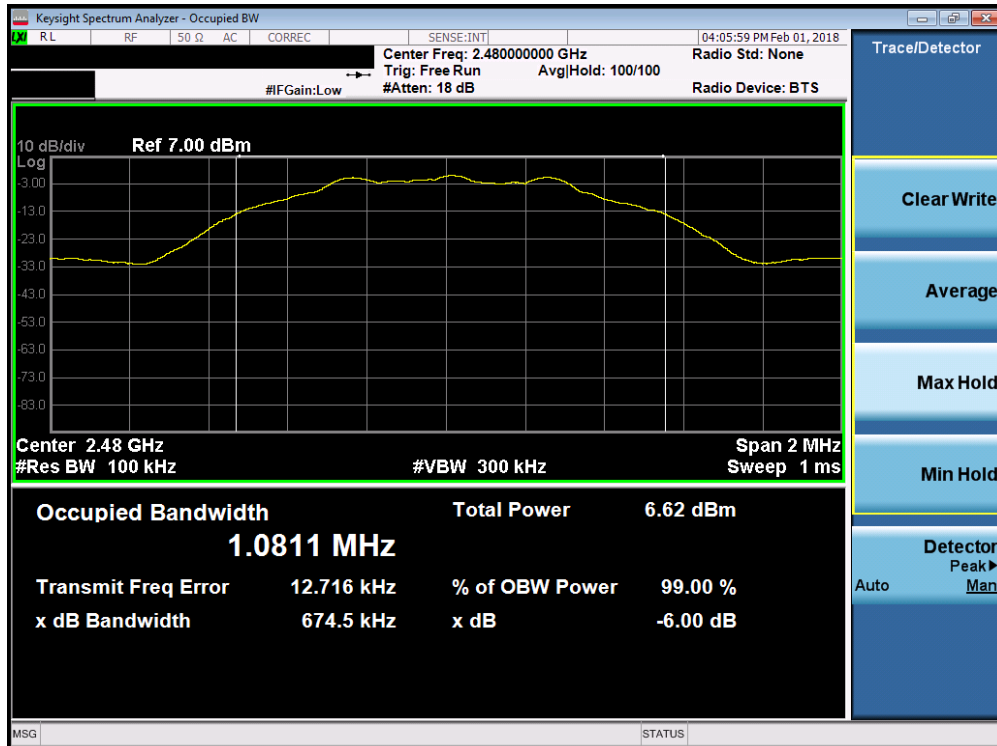 Keysight Spectrum Analyzer - Occupied BW
LXI RL RF 50 Ω AC CORREC SENSE:INT 04:05:59 PM Feb 01, 2018
Center Freq: 2.480000000 GHz Radio Std: None
Trig: Free Run Avg|Hold: 100/100
#IFGain:Low #Atten: 18 dB Radio Device: BTS
10 dB/div Ref 7.00 dBm
Log
-3.00
-13.0
-23.0
-33.0
-43.0
-53.0
-63.0
-73.0
-83.0
Center 2.48 GHz Span 2 MHz
#Res BW 100 kHz #VBW 300 kHz Sweep 1 ms
Occupied Bandwidth Total Power 6.62 dBm
1.0811 MHz
Transmit Freq Error 12.716 kHz % of OBW Power 99.00 %
x dB Bandwidth 674.5 kHz x dB -6.00 dB
MSG STATUS
Trace/Detector
Clear Write
Average
Max Hold
Min Hold
Detector
Peak▶
Auto Man